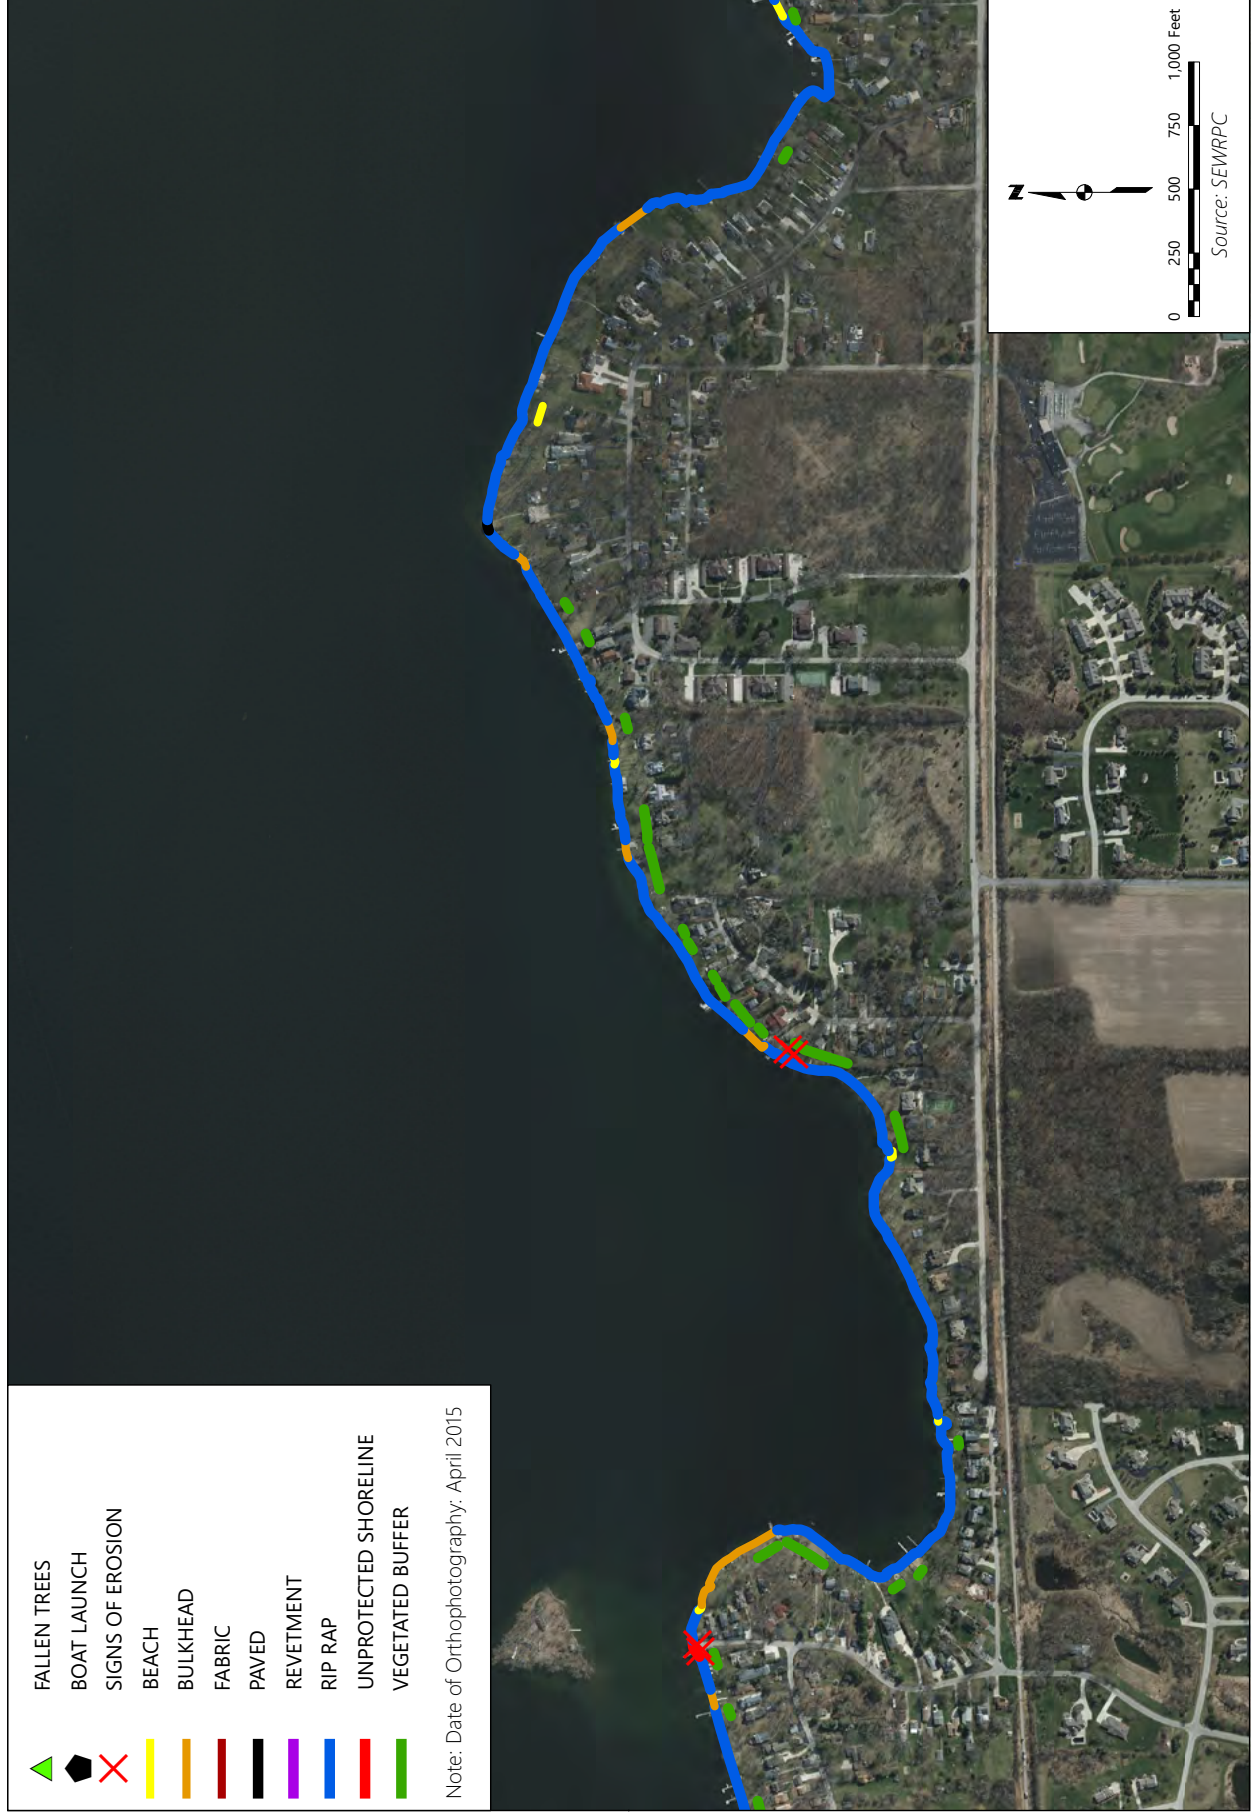 FALLEN TREES
BOAT LAUNCH
SIGNS OF EROSION
BEACH
BULKHEAD
FABRIC
PAVED
REVETMENT
RIP RAP
UNPROTECTED SHORELINE
VEGETATED BUFFER
Note: Date of Orthophotography: April 2015
N
0 250 500 750 1,000 Feet
Source: SEWRPC